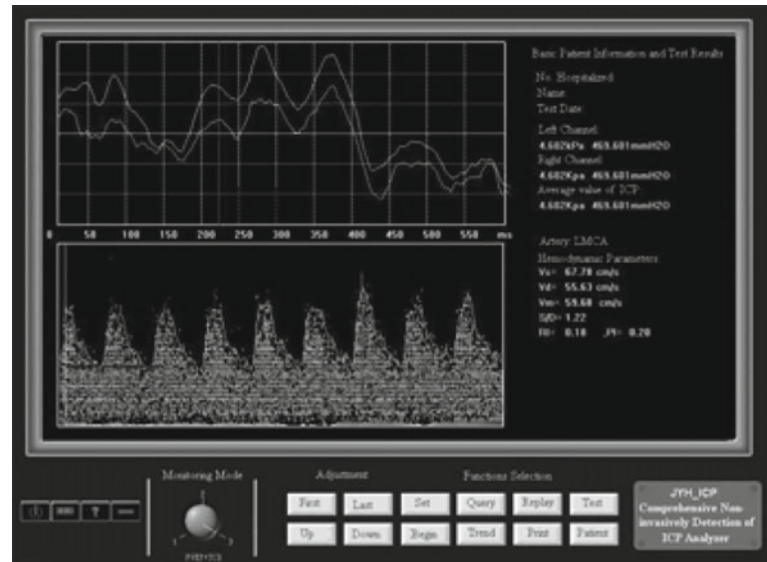 Basic Patient Information and Test Results
No. Hospitalized
Name:
Test Date:
Left Channel
4.602kPa 469.601mmH2O
Right Channel
4.602Kpa 469.601mmH2O
Average value of ICP:
4.602Kpa 469.601mmH2O
0 50 100 150 200 250 300 350 400 450 500 550 ms
Artery: LMCA
Hemodynamic Parameters
Vs= 67.78 cm/s
Vd= 55.63 cm/s
Vm= 59.68 cm/s
S/D= 1.22
RI= 0.18 ,PI= 0.20
Monitoring Mode
Adjustment
Functions Selection
First Last Set Query Replay Test
Up Down Begin Trend Print Patient
?
JYH_ICP
Comprehensive Non-
invasively Detection of
ICP Analyzer